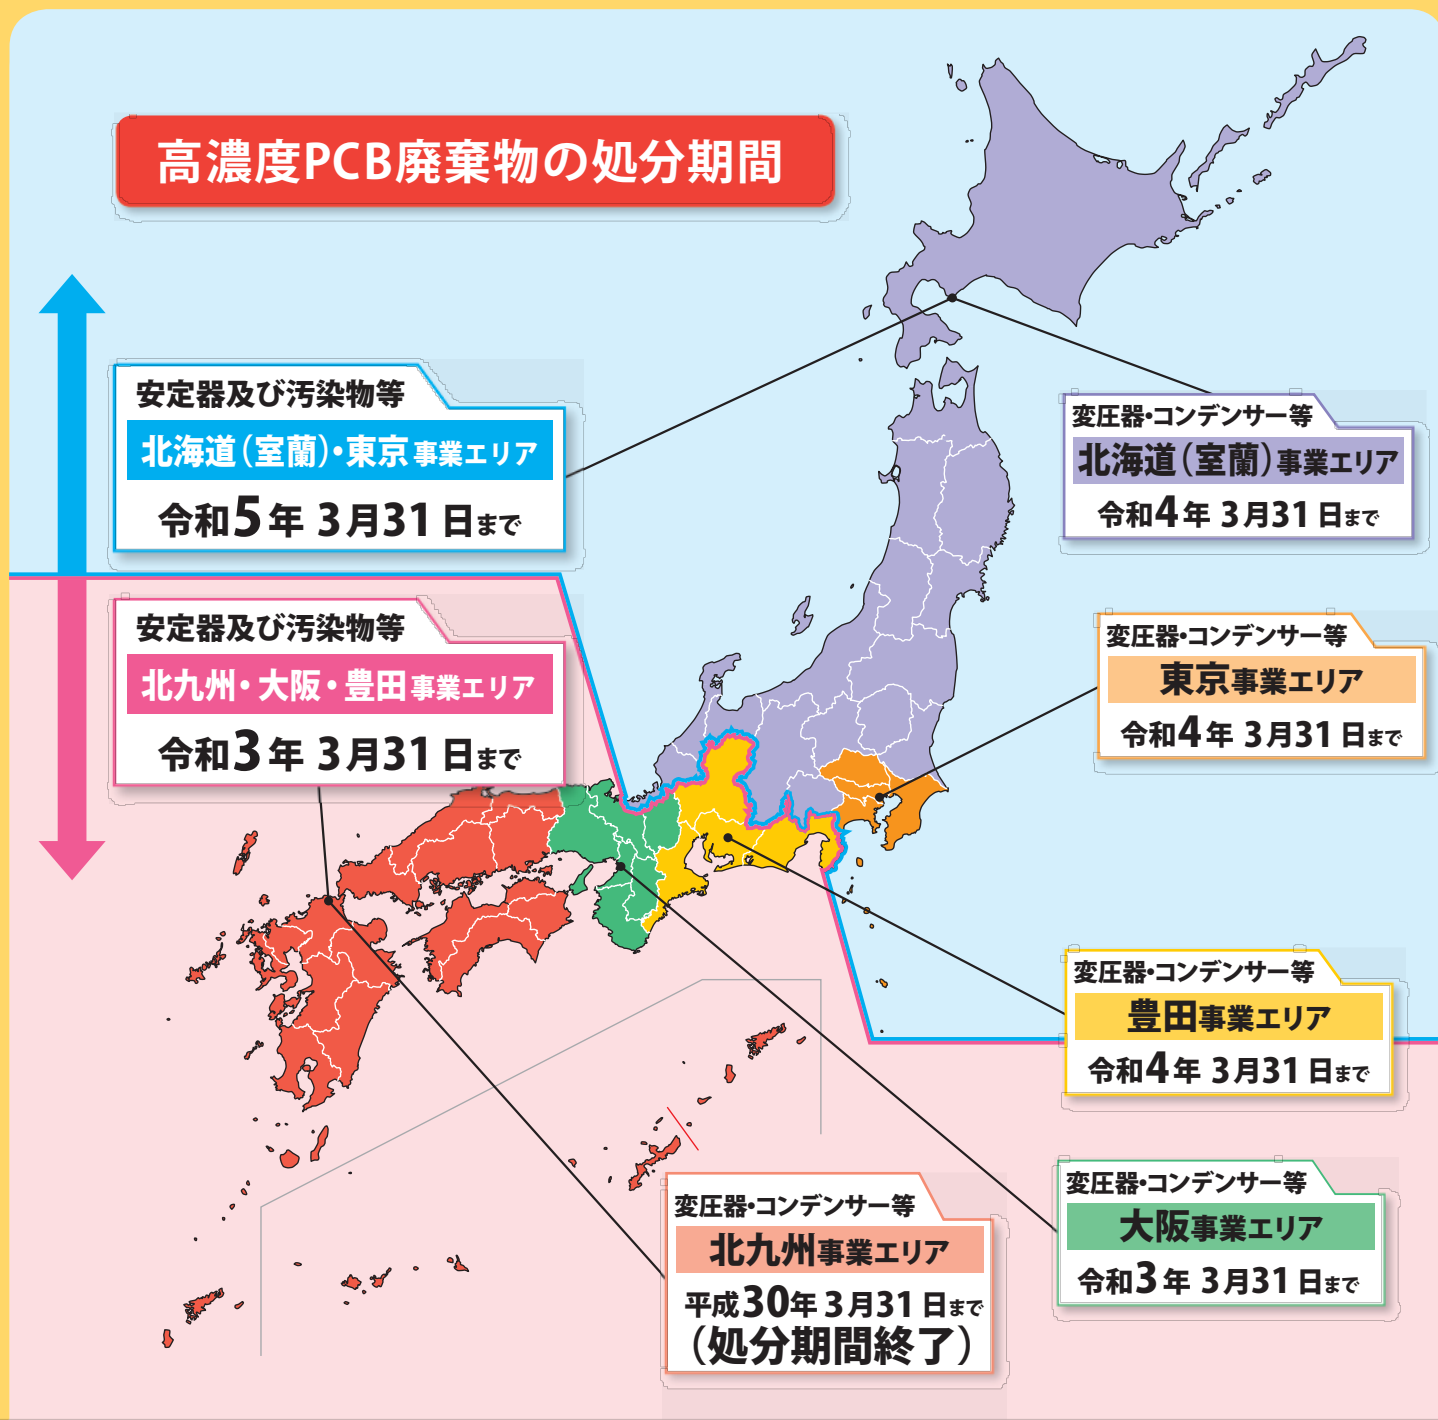 高濃度PCB廃棄物の処分期間
安定器及び汚染物等
北海道(室蘭)・東京事業エリア
令和5年 3月31日まで
安定器及び汚染物等
北九州・大阪・豊田事業エリア
令和3年 3月31日まで
変圧器・コンデンサー等
北海道(室蘭)事業エリア
令和4年 3月31日まで
変圧器・コンデンサー等
東京事業エリア
令和4年 3月31日まで
変圧器・コンデンサー等
豊田事業エリア
令和4年 3月31日まで
変圧器・コンデンサー等
大阪事業エリア
令和3年 3月31日まで
変圧器・コンデンサー等
北九州事業エリア
平成30年 3月31日まで
(処分期間終了)